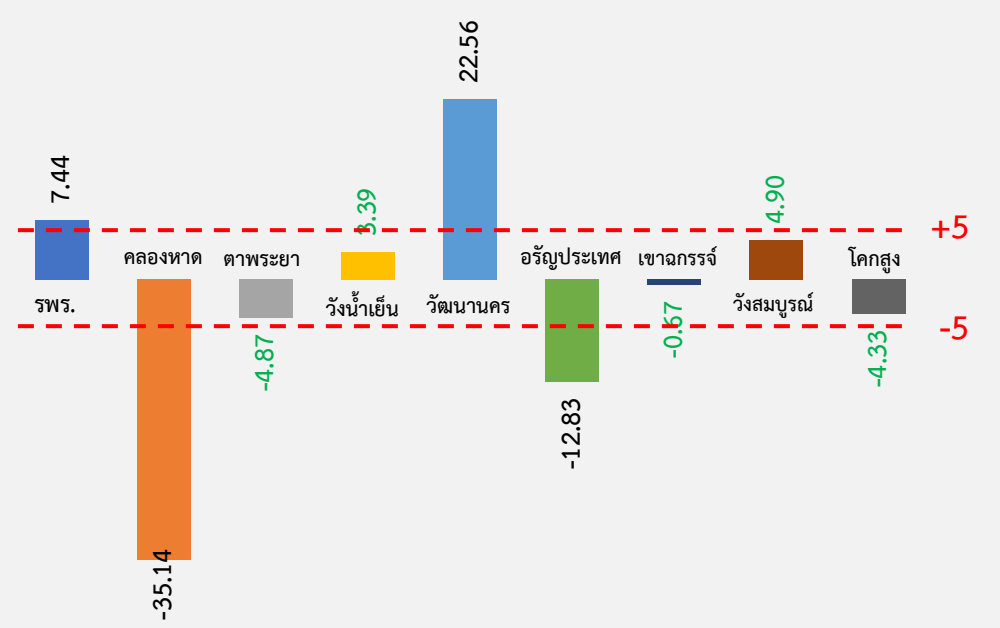 22.56
7.44
3.39
4.90
+5
คลองหาด
ตาพระยา
อรัญประเทศ
เขาฉกรรจ์
โคกสูง
รพร.
วังน้ำเย็น
วัฒนานคร
วังสมบูรณ์
-5
-4.87
-0.67
-4.33
-12.83
-35.14